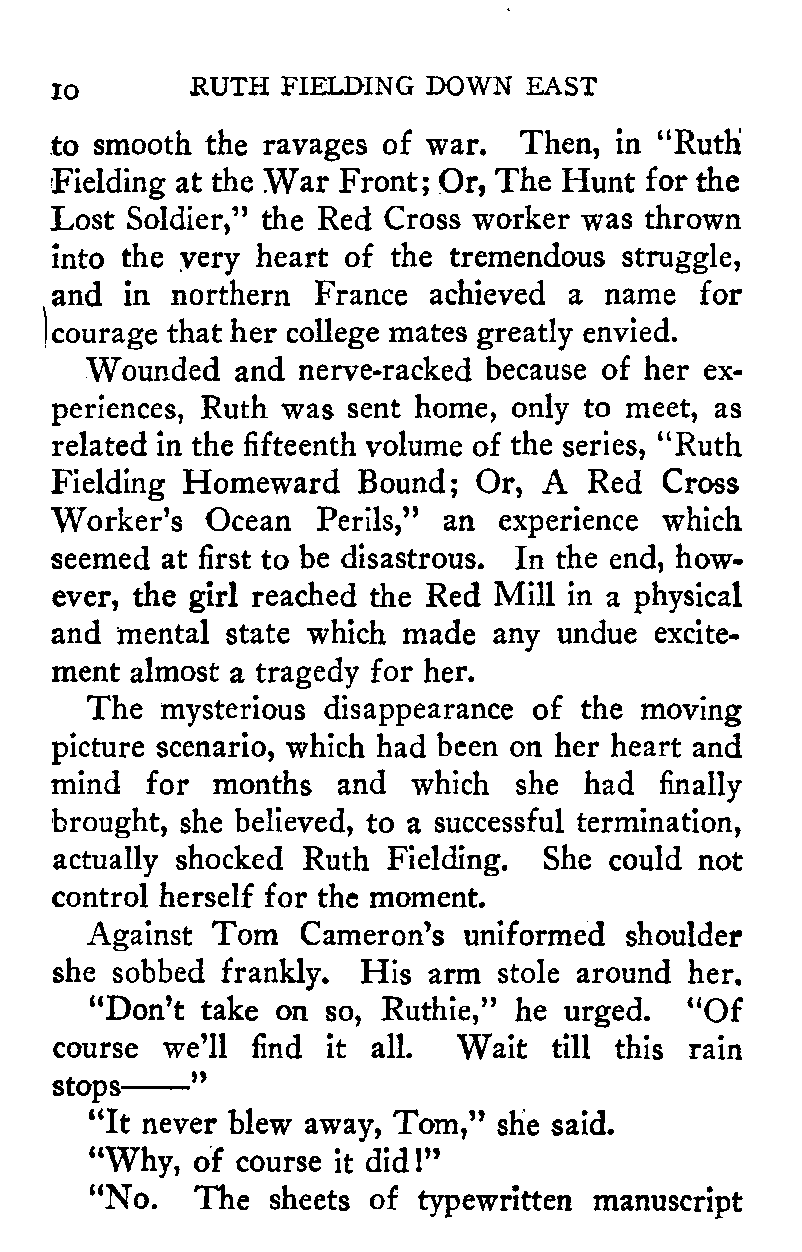 10 RUTH FIELDING DOWN EAST
to smooth the ravages of war. Then, in “Ruth
Fielding at the War Front; Or, The Hunt for the
Lost Soldier,” the Red Cross worker was thrown
into the very heart of the tremendous struggle,
and in northern France achieved a name for
courage that her college mates greatly envied.
Wounded and nerve-racked because of her ex-
periences, Ruth was sent home, only to meet, as
related in the fifteenth volume of the series, “Ruth
Fielding Homeward Bound; Or, A Red Cross
Worker’s Ocean Perils,” an experience which
seemed at first to be disastrous. In the end, how-
ever, the girl reached the Red Mill in a physical
and mental state which made any undue excite-
ment almost a tragedy for her.
The mysterious disappearance of the moving
picture scenario, which had been on her heart and
mind for months and which she had finally
brought, she believed, to a successful termination,
actually shocked Ruth Fielding. She could not
control herself for the moment.
Against Tom Cameron’s uniformed shoulder
she sobbed frankly. His arm stole around her.
“Don’t take on so, Ruthie,” he urged. “Of
course we’ll find it all. Wait till this rain
stops——”
“It never blew away, Tom,” she said.
“Why, of course it did!”
“No. The sheets of typewritten manuscript